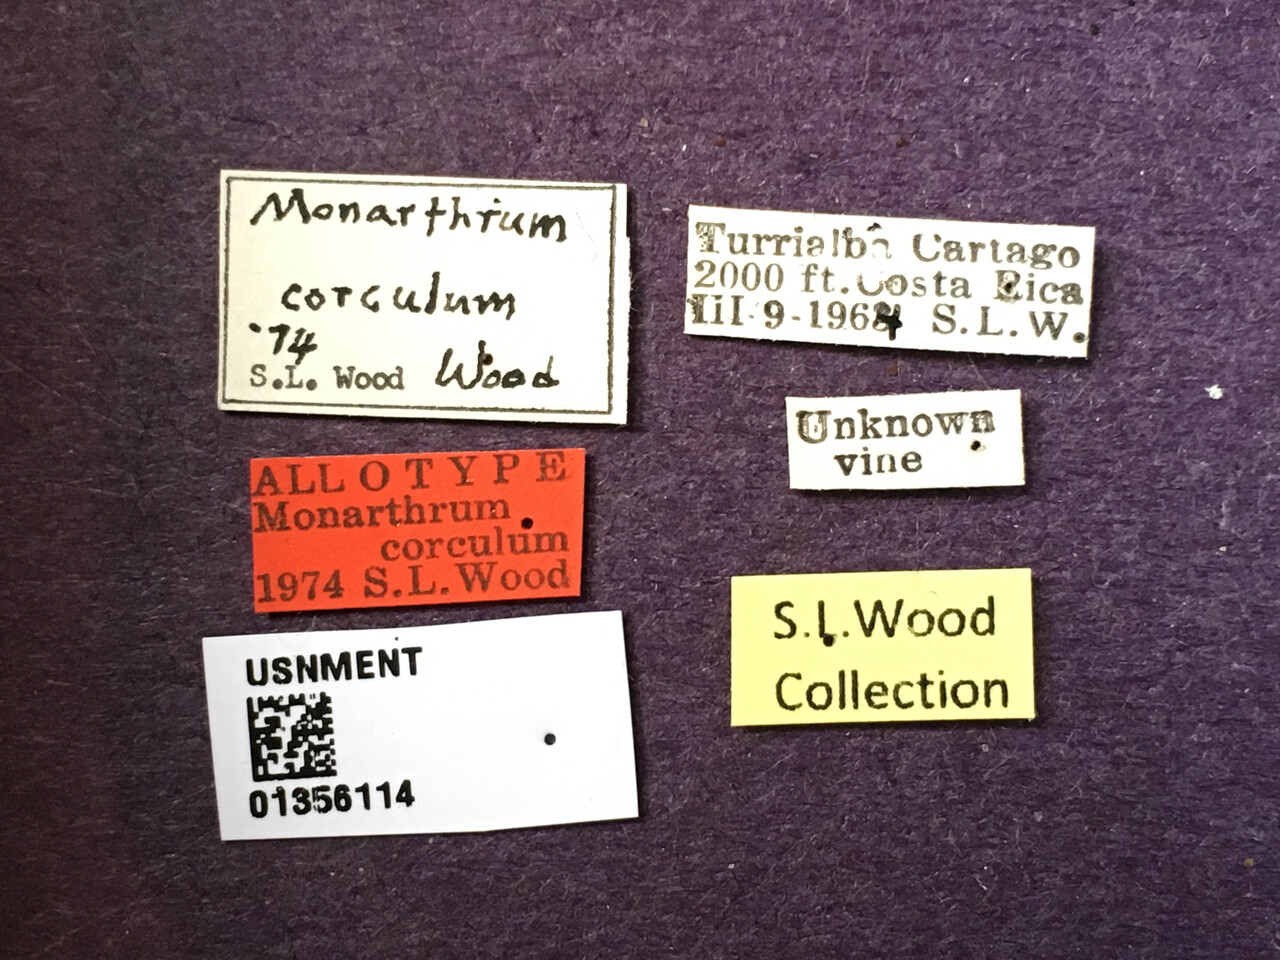 Monarthrium
corculum
'74
S.L. Wood Wood
ALLOTYPE
Monarthrum
corculum
1974 S.L. Wood
USNMENT
01356114
Turrialba Cartago
2000 ft. Costa Rica
III-9-1964 S.L.W.
Unknown
vine
S.L.Wood
Collection